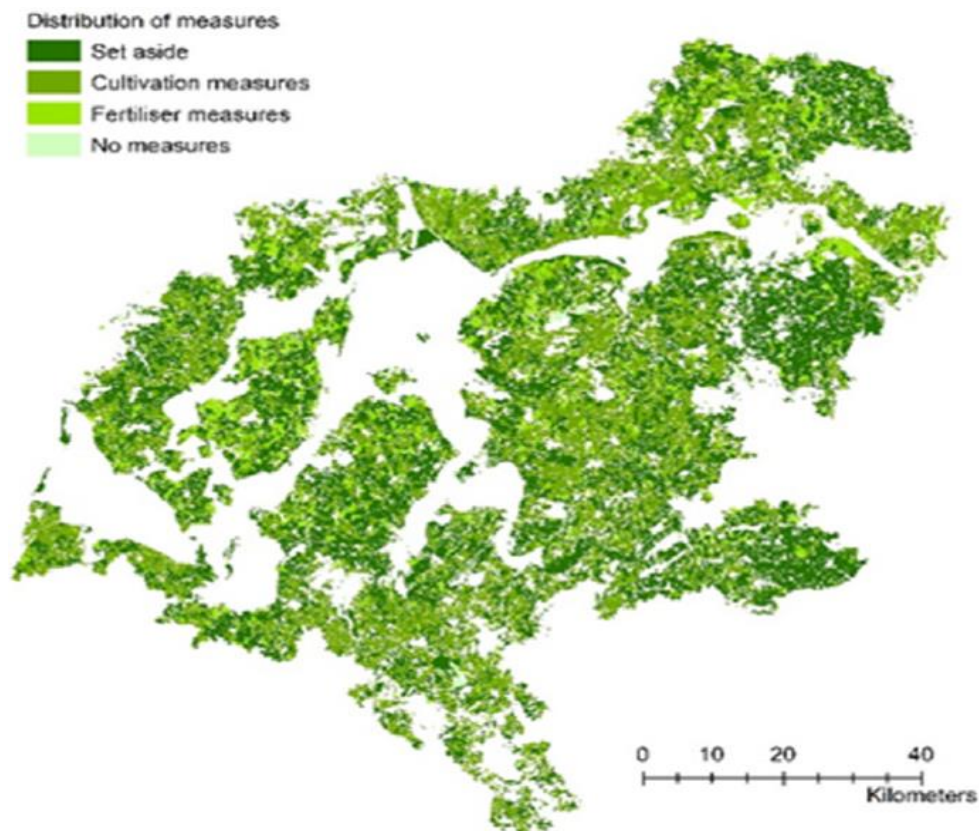 Distribution of measures
Set aside
Cultivation measures
Fertiliser measures
No measures
0 10 20 40
Kilometers